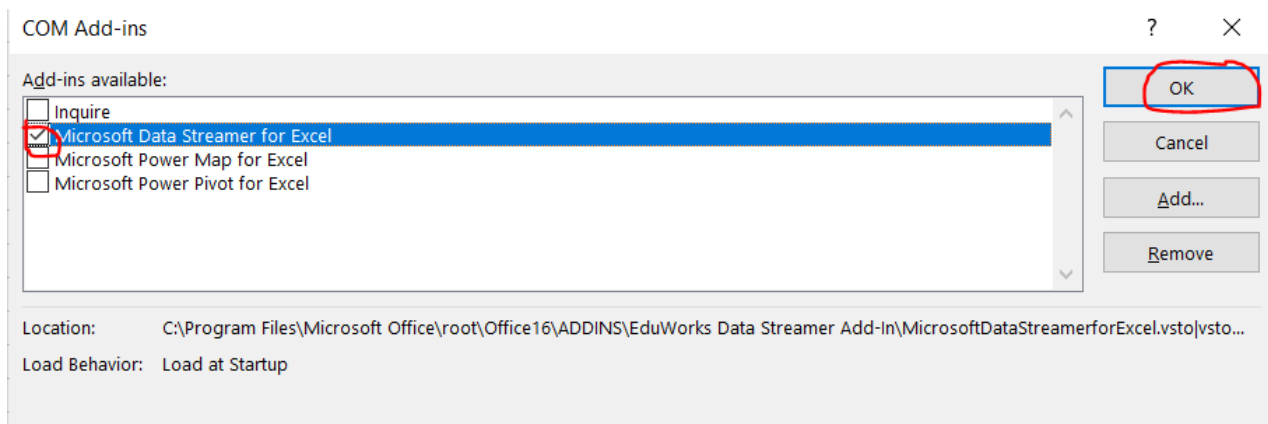 COM Add-ins
?
Add-ins available:
OK
Inquire
Microsoft Data Streamer for Excel
Cancel
Microsoft Power Map for Excel
Microsoft Power Pivot for Excel
Add...
Remove
Location: C:\Program Files\Microsoft Office\root\Office16\ADDINS\EduWorks Data Streamer Add-In\MicrosoftDataStreamerforExcel.vsto|vsto...
Load Behavior: Load at Startup